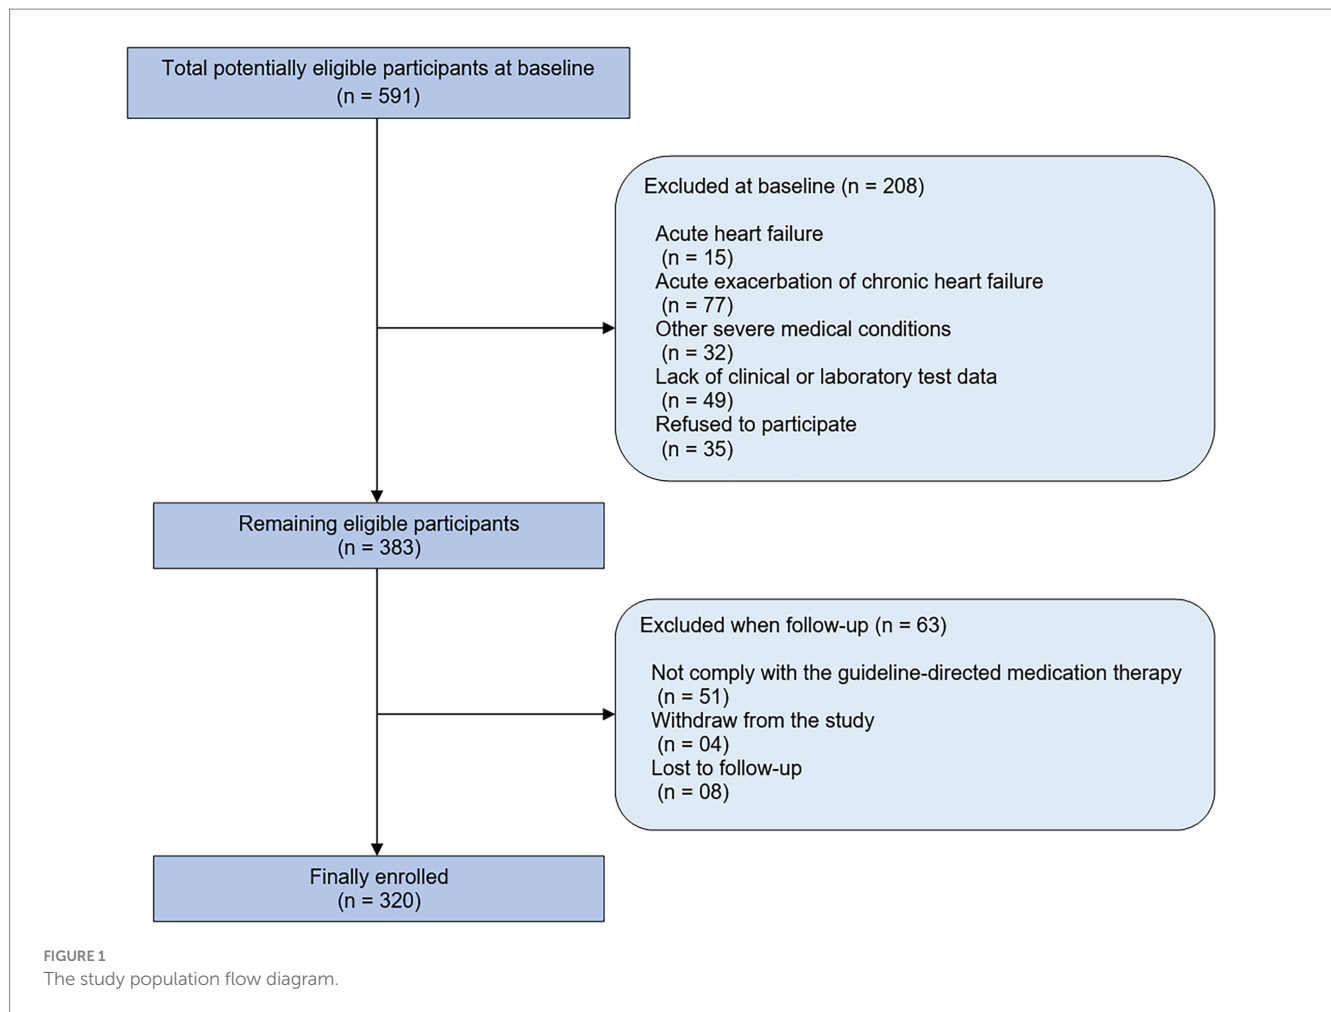 Total potentially eligible participants at baseline
(n = 591)
Excluded at baseline (n = 208)
Acute heart failure
(n = 15)
Acute exacerbation of chronic heart failure
(n = 77)
Other severe medical conditions
(n = 32)
Lack of clinical or laboratory test data
(n = 49)
Refused to participate
(n = 35)
Remaining eligible participants
(n = 383)
Excluded when follow-up (n = 63)
Not comply with the guideline-directed medication therapy
(n = 51)
Withdraw from the study
(n = 04)
Lost to follow-up
(n = 08)
Finally enrolled
(n = 320)
FIGURE 1
The study population flow diagram.